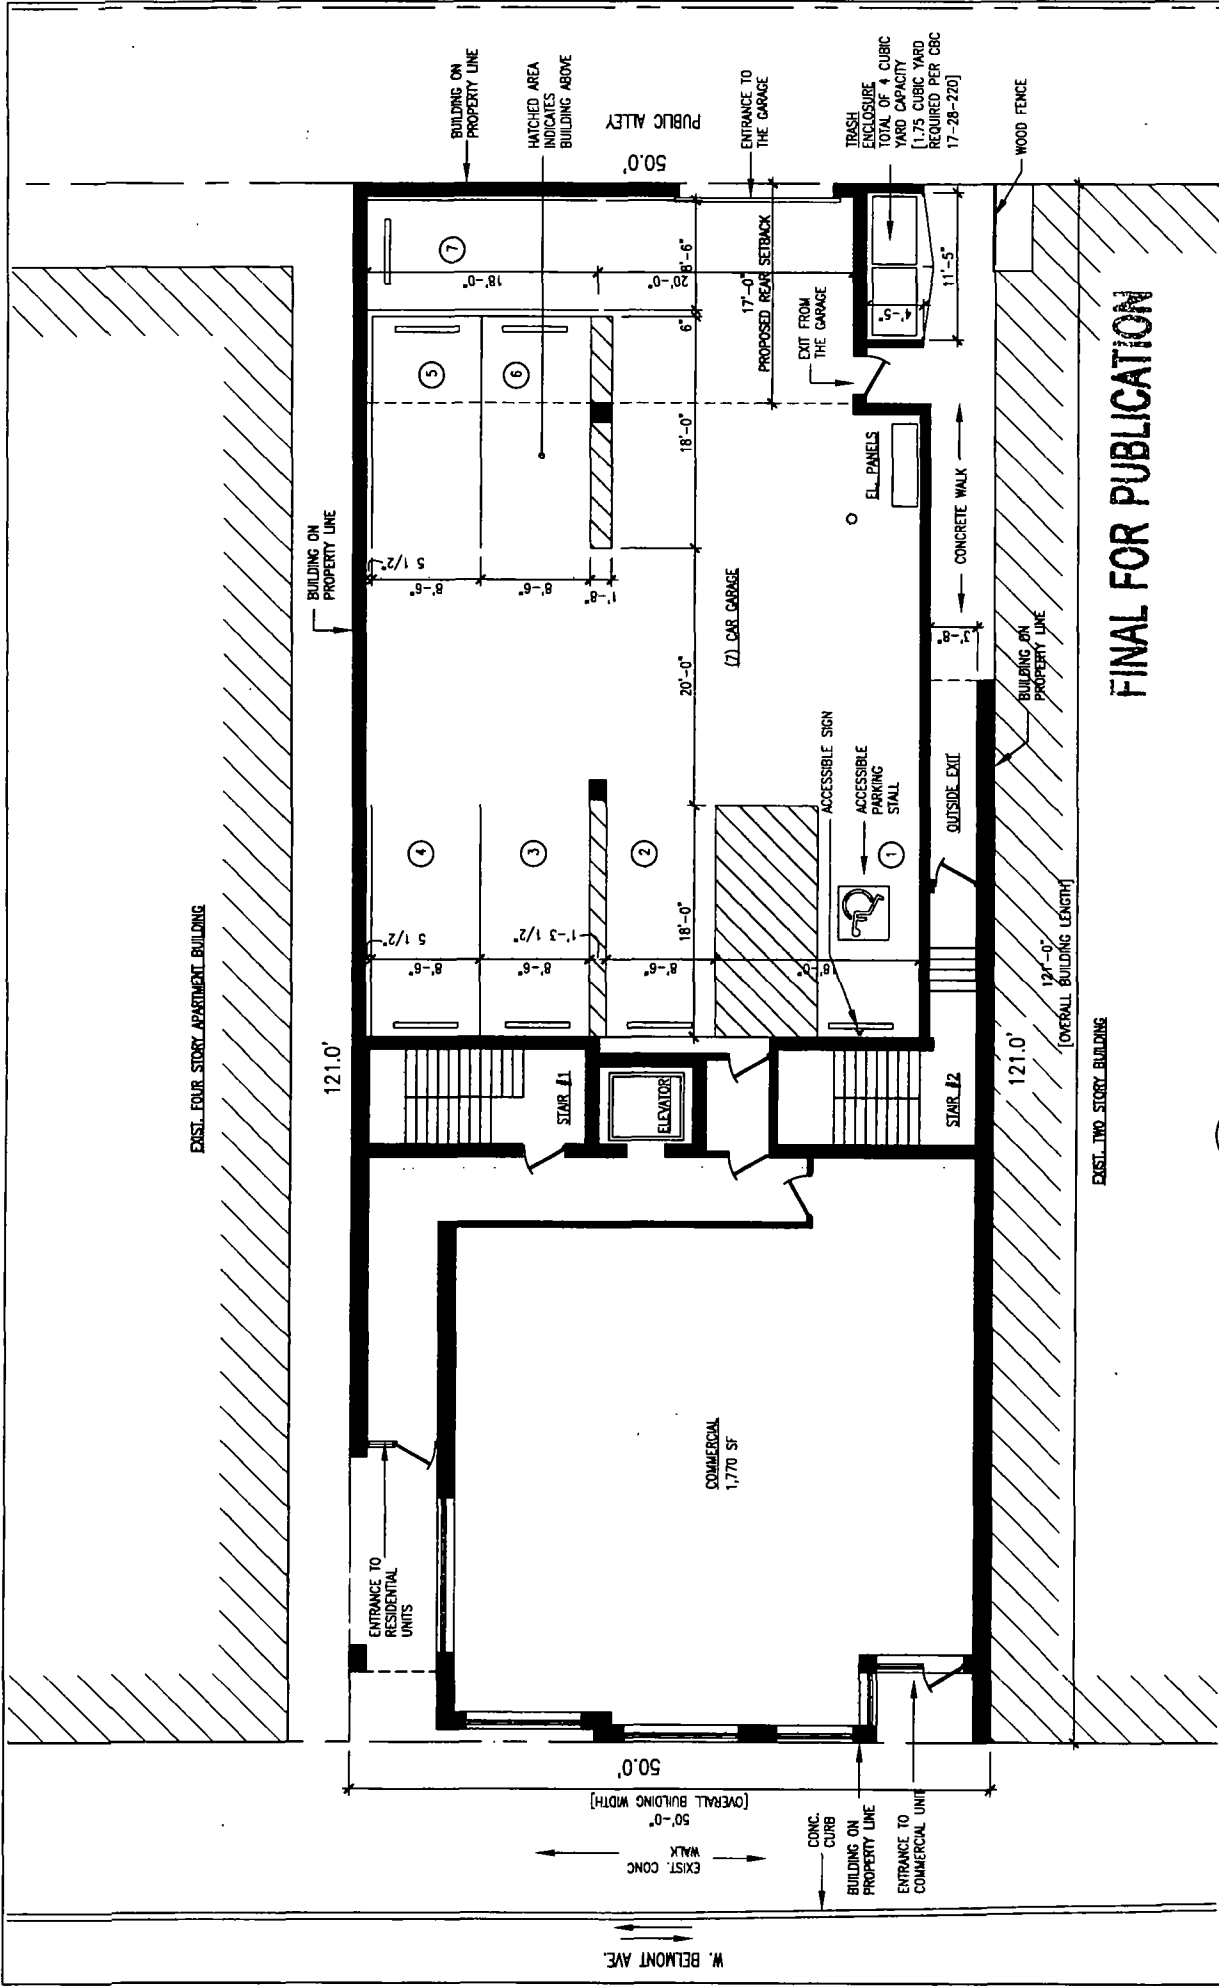 BUILDING ON
PROPERTY LINE
HATCHED AREA
INDICATES
BUILDING ABOVE
PUBLIC ALLEY
50.0'
ENTRANCE TO
THE GARAGE
TRASH
ENCLOSURE
TOTAL OF 4 CUBIC
YARD CAPACITY
[1.75 CUBIC YARD
REQUIRED PER CBC
17-28-220]
WOOD FENCE
7
18'-0"
20'-0"
8'-6"
17'-0"
PROPOSED REAR SETBACK
11'-5"
4'-5"
5
6
6"
18'-0"
EXIT FROM
THE GARAGE
EL. PANELS
CONCRETE WALK
BUILDING ON
PROPERTY LINE
5 1/2"
8'-6"
8'-6"
1'-8"
(7) CAR GARAGE
20'-0"
3'-8"
BUILDING ON
PROPERTY LINE
FINAL FOR PUBLICATION
ACCESSIBLE SIGN
ACCESSIBLE
PARKING
STALL
OUTSIDE EXIT
4
3
2
1
5 1/2"
8'-6"
8'-6"
1'-3 1/2"
8'-6"
18'-0"
18'-0"
EXIST. FOUR STORY APARTMENT BUILDING
121.0'
STAIR #1
ELEVATOR
STAIR #2
121.0'
121'-0"
[OVERALL BUILDING LENGTH]
EXIST. TWO STORY BUILDING
COMMERCIAL
1,770 SF
ENTRANCE TO
RESIDENTIAL
UNITS
50.0'
50'-0"
[OVERALL BUILDING WIDTH]
EXIST. CONC
WALK
CONC.
CURB
BUILDING ON
PROPERTY LINE
ENTRANCE TO
COMMERCIAL UNIT
W. BELMONT AVE.